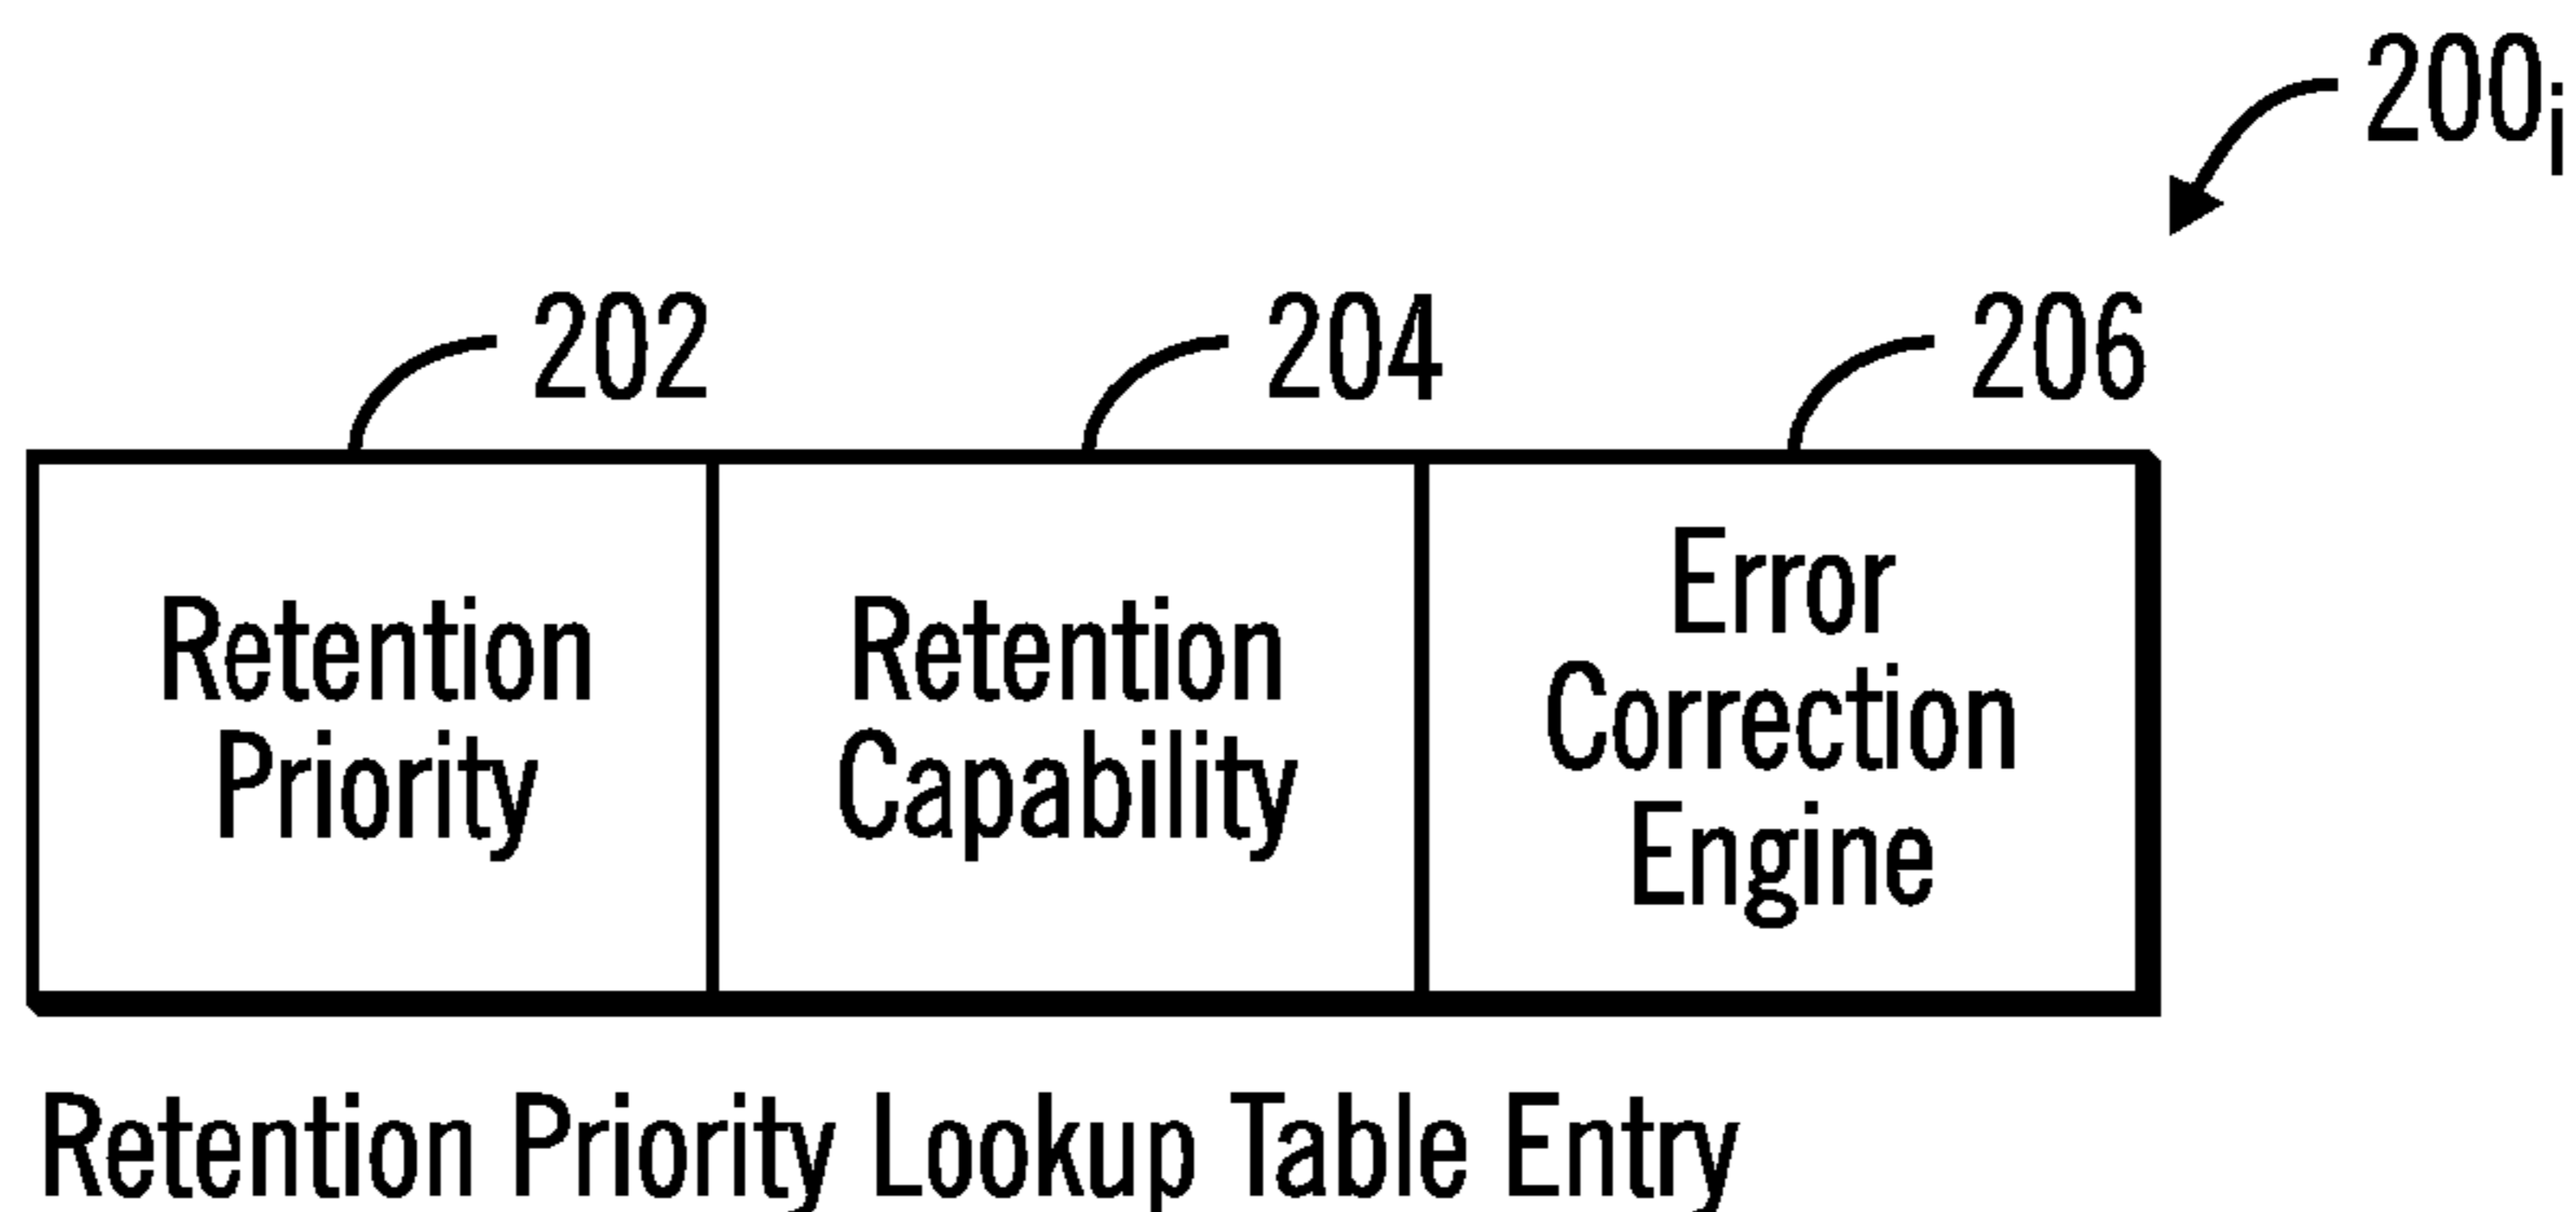 200i
202
204
206
Retention
Priority
Retention
Capability
Error
Correction
Engine
Retention Priority Lookup Table Entry